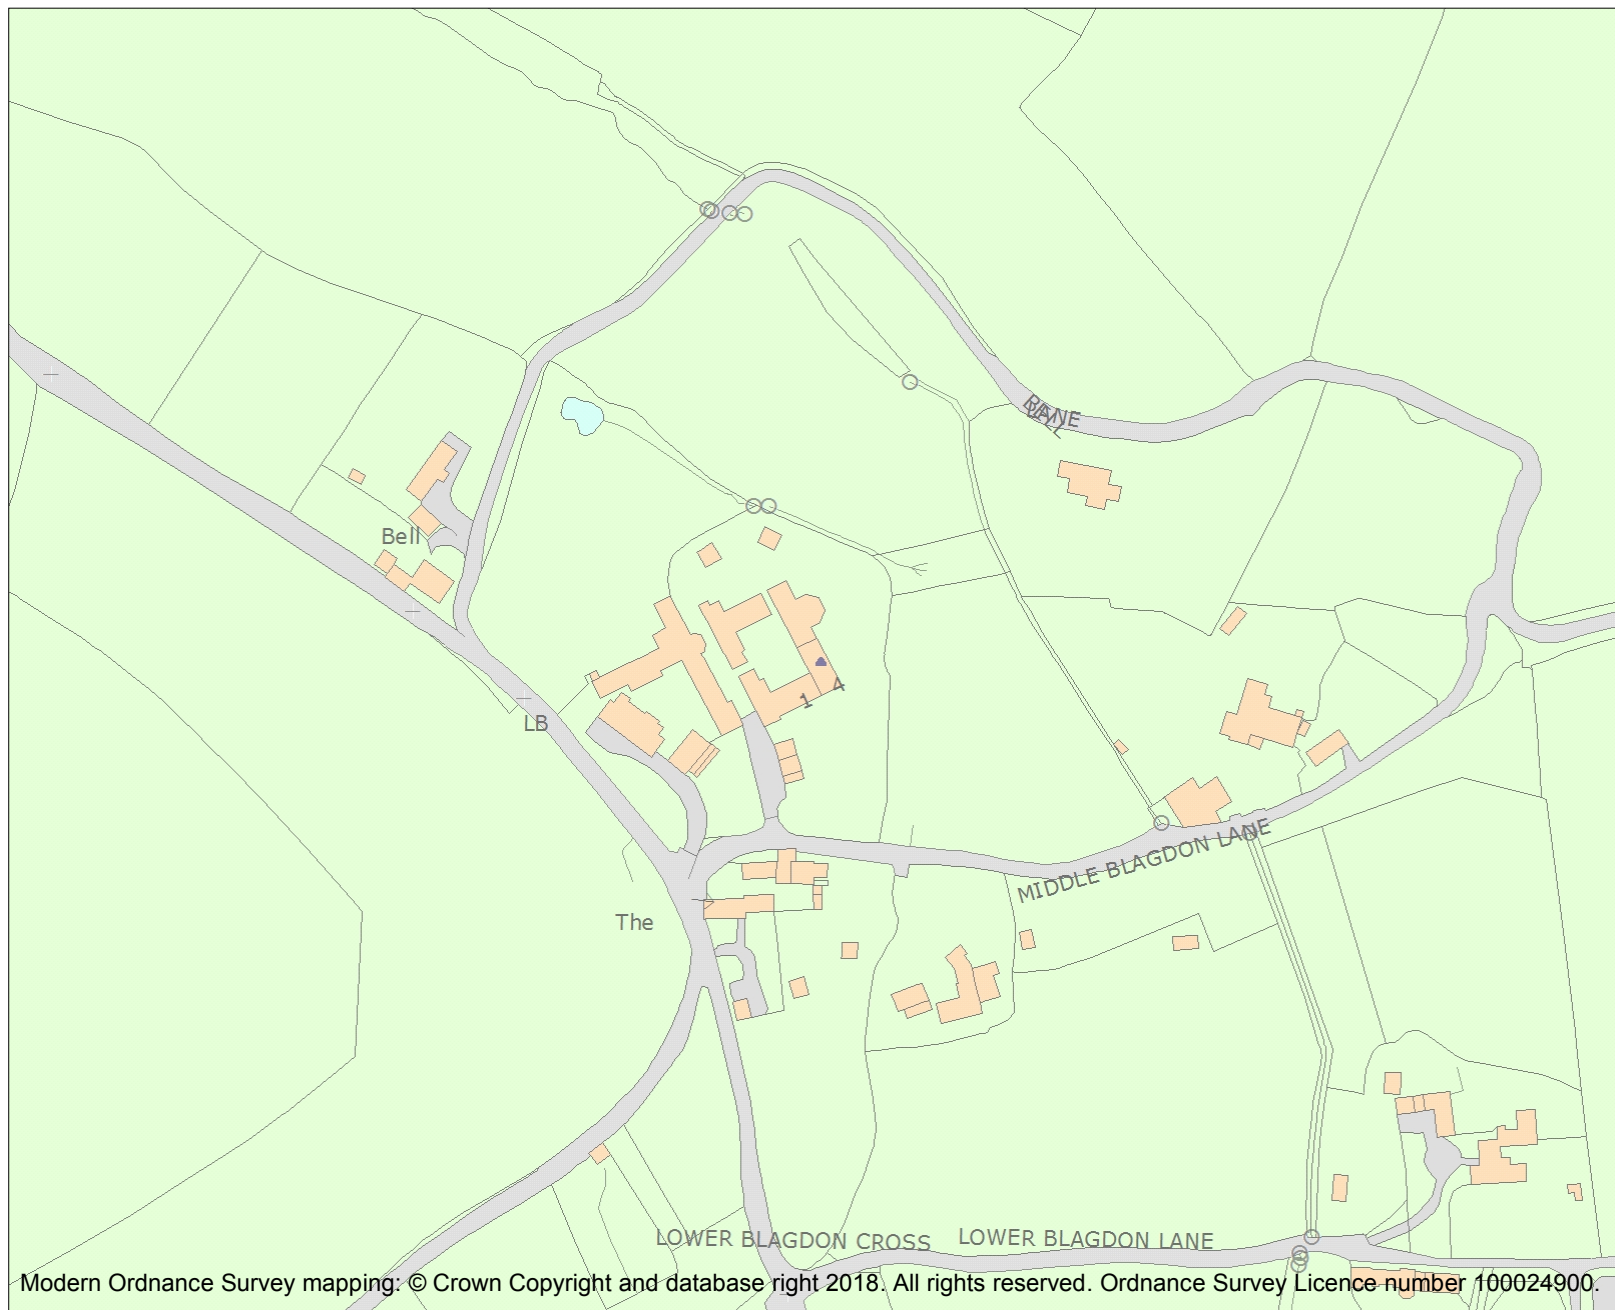 BALL
LANE
Bell
1 4
LB
MIDDLE BLAGDON LANE
The
LOWER BLAGDON CROSS LOWER BLAGDON LANE
Modern Ordnance Survey mapping: © Crown Copyright and database right 2018. All rights reserved. Ordnance Survey Licence number 100024900.